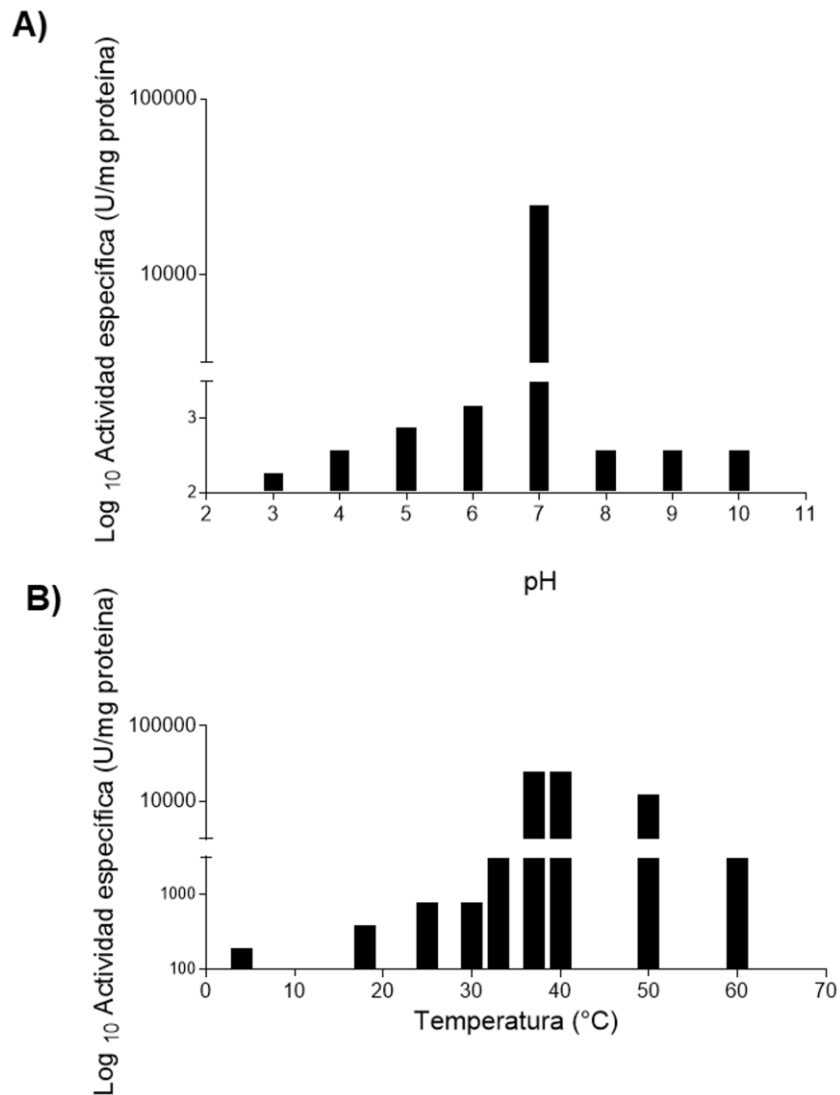 A)
Log 10 Actividad específica (U/mg proteína)
100000
10000
3
2
2 3 4 5 6 7 8 9 10 11
pH
B)
Log 10 Actividad específica (U/mg proteína)
100000
10000
1000
100
0 10 20 30 40 50 60 70
Temperatura (°C)